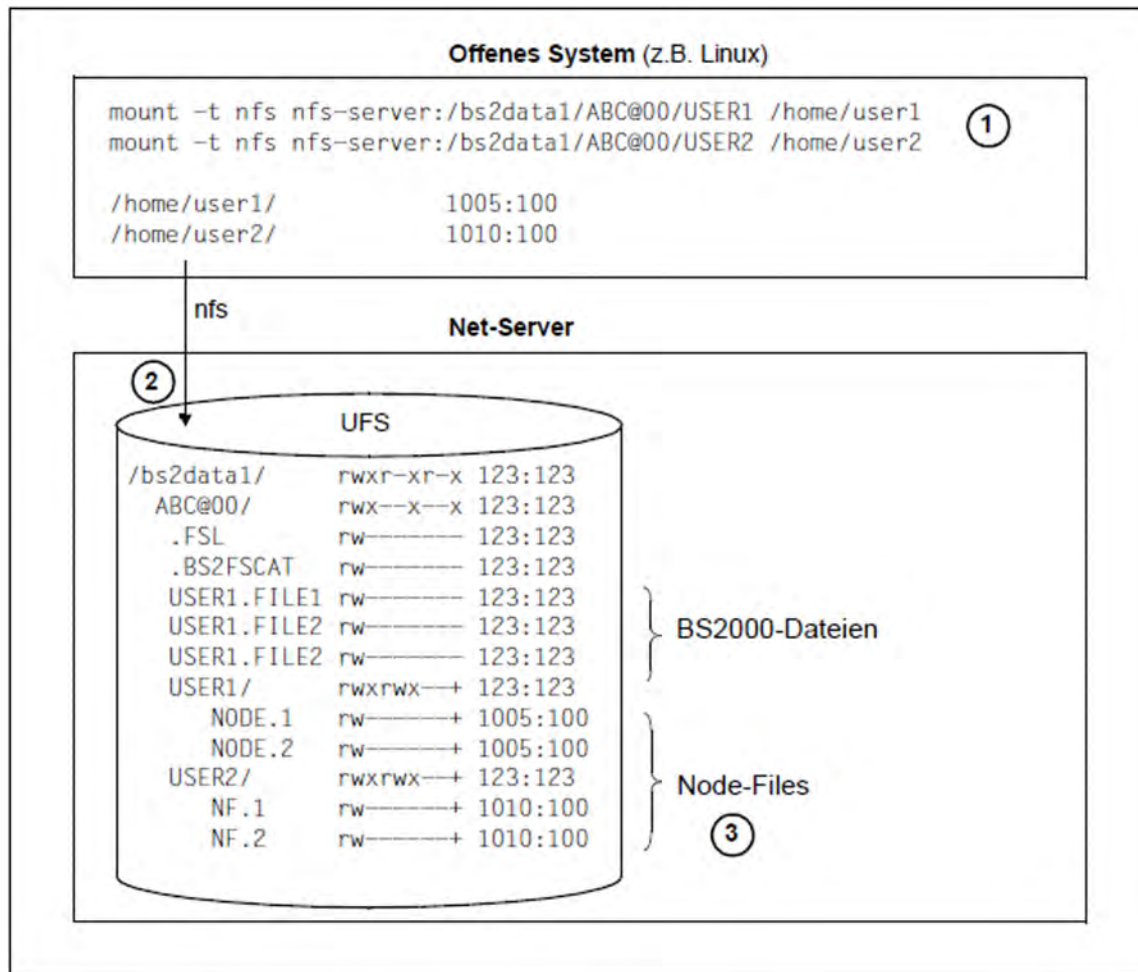 Offenes System (z.B. Linux)
mount -t nfs nfs-server:/bs2data1/ABC@00/USER1 /home/user1
mount -t nfs nfs-server:/bs2data1/ABC@00/USER2 /home/user2
1
/home/user1/ 1005:100
/home/user2/ 1010:100
nfs
Net-Server
2
UFS
/bs2data1/ rwxr-xr-x 123:123
ABC@00/ rwx--x--x 123:123
.FSL rw------- 123:123
.BS2FSCAT rw------- 123:123
USER1.FILE1 rw------- 123:123
USER1.FILE2 rw------- 123:123
USER1.FILE2 rw------- 123:123
BS2000-Dateien
USER1/ rwxrwx--+ 123:123
NODE.1 rw------+ 1005:100
NODE.2 rw------+ 1005:100
USER2/ rwxrwx--+ 123:123
Node-Files
NF.1 rw------+ 1010:100
NF.2 rw------+ 1010:100
3